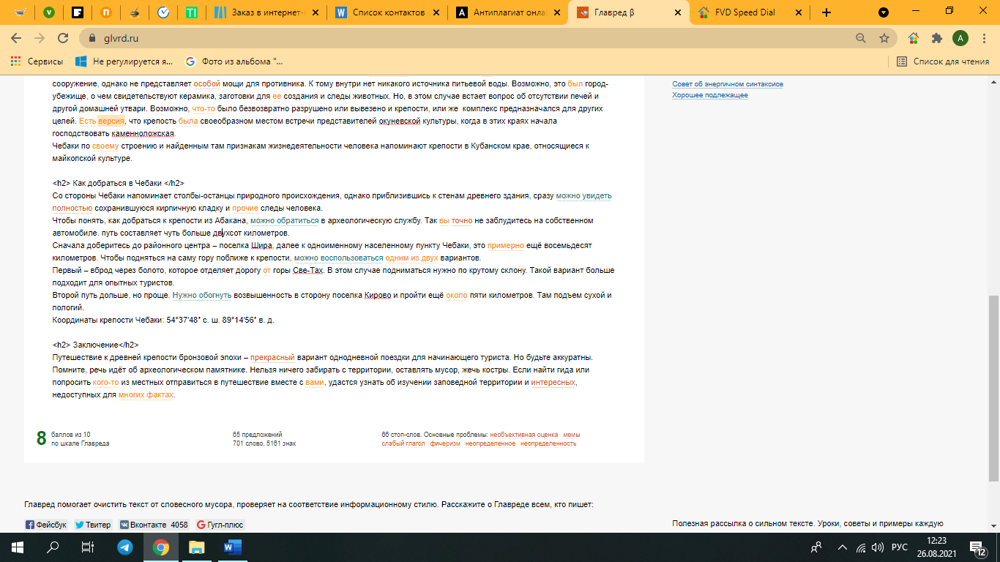 Заказ в интернет-
Список контактов
Антиплагиат онла
Главред β
FVD Speed Dial
glvrd.ru
Сервисы
Не регулируется я...
Фото из альбома "...
Список для чтения
сооружение, однако не представляет особой мощи для противника. К тому внутри нет никакого источника питьевой воды. Возможно, это был город-
убежище, о чем свидетельствуют керамика, заготовки для ее создания и следы животных. Но, в этом случае встает вопрос об отсутствии печей и
другой домашней утвари. Возможно, что-то было безвозвратно разрушено или вывезено и крепости, или же комплекс предназначался для других
целей. Есть версия, что крепость была своеобразном местом встречи представителей окуневской культуры, когда в этих краях начала
господствовать каменноложская.
Чебаки по своему строению и найденным там признакам жизнедеятельности человека напоминают крепости в Кубанском крае, относящиеся к
майкопской культуре.
<h2> Как добраться в Чебаки </h2>
Со стороны Чебаки напоминает столбы-останцы природного происхождения, однако приблизившись к стенам древнего здания, сразу можно увидеть
полностью сохранившуюся кирпичную кладку и прочие следы человека.
Чтобы понять, как добраться к крепости из Абакана, можно обратиться в археологическую службу. Так вы точно не заблудитесь на собственном
автомобиле. путь составляет чуть больше двухсот километров.
Сначала доберитесь до районного центра – поселка Шира, далее к одноименному населенному пункту Чебаки, это примерно ещё восемьдесят
километров. Чтобы подняться на саму гору поближе к крепости, можно воспользоваться одним из двух вариантов.
Первый – вброд через болото, которое отделяет дорогу от горы Све-Тах. В этом случае подниматься нужно по крутому склону. Такой вариант больше
подходит для опытных туристов.
Второй путь дольше, но проще. Нужно обогнуть возвышенность в сторону поселка Кирово и пройти ещё около пяти километров. Там подъем сухой и
пологий.
Координаты крепости Чебаки: 54°37′48″ с. ш. 89°14′56″ в. д.
<h2> Заключение</h2>
Путешествие к древней крепости бронзовой эпохи – прекрасный вариант однодневной поездки для начинающего туриста. Но будьте аккуратны.
Помните, речь идёт об археологическом памятнике. Нельзя ничего забирать с территории, оставлять мусор, жечь костры. Если найти гида или
попросить кого-то из местных отправиться в путешествие вместе с вами, удастся узнать об изучении заповедной территории и интересных,
недоступных для многих фактах.
Совет об энергичном синтаксисе
Хорошее подлежащее
8 баллов из 10
по шкале Главреда
65 предложений
701 слово, 5161 знак
66 стоп-слов. Основные проблемы: необъективная оценка мемы
слабый глагол фичеризм неопределенное неопределенность
Главред помогает очистить текст от словесного мусора, проверяет на соответствие информационному стилю. Расскажите о Главреде всем, кто пишет:
Фейсбук Твитер Вконтакте 4058 Гугл-плюс
Полезная рассылка о сильном тексте. Уроки, советы и примеры каждую
РУС
12:23
26.08.2021
12